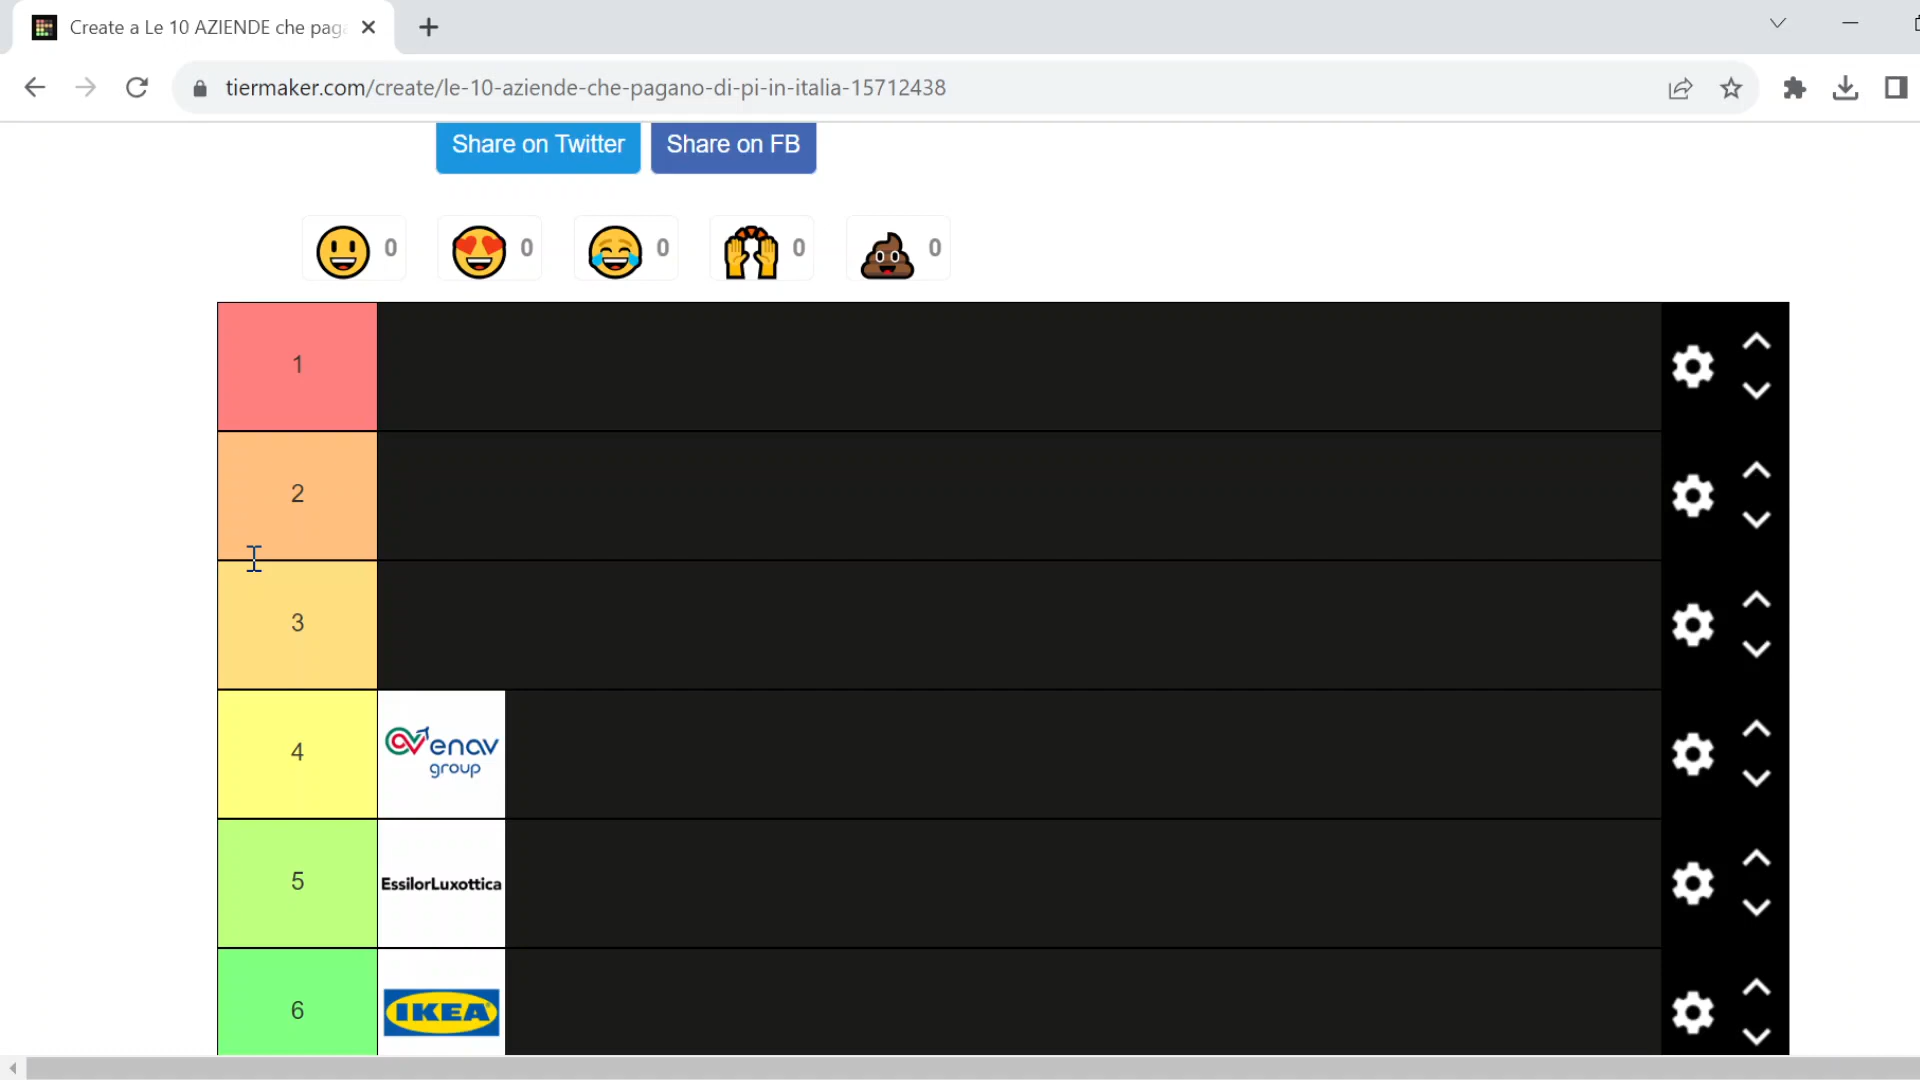 Create a Le 10 AZIENDE che paga
tiermaker.com/create/le-10-aziende-che-pagano-di-pi-in-italia-15712438
Share on Twitter Share on FB
0 0 0 0 0
1
2
3
4
enav
group
5
EssilorLuxottica
6
IKEA